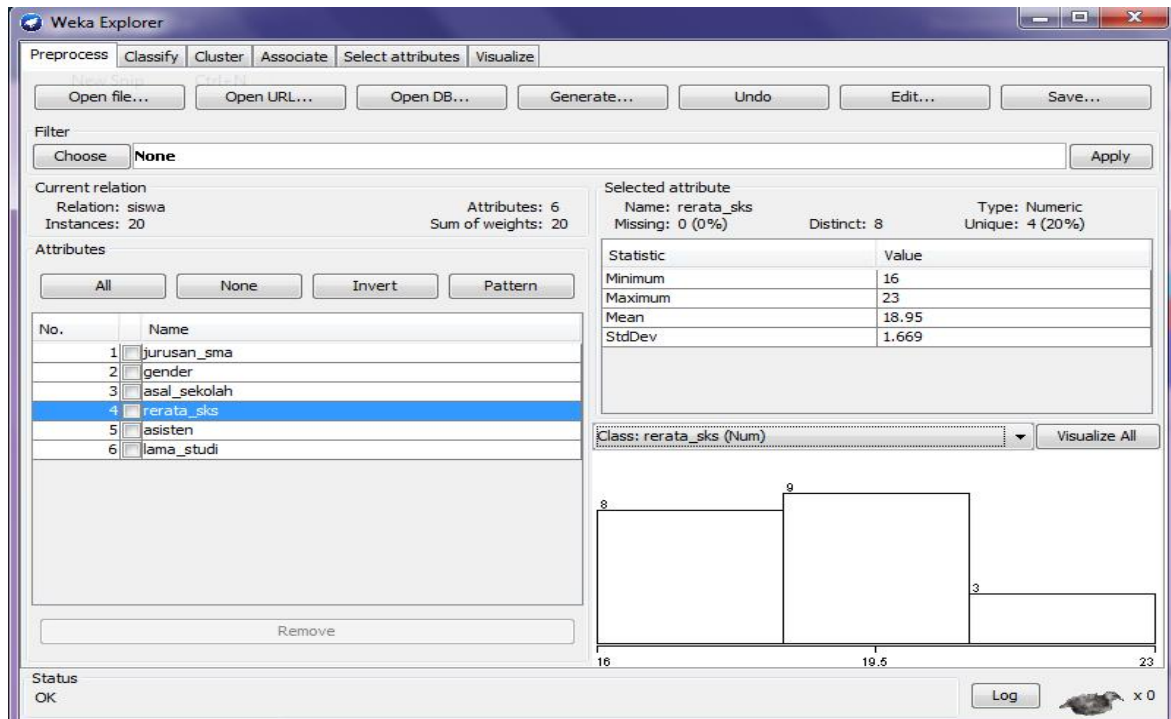 Weka Explorer
Preprocess Classify Cluster Associate Select attributes Visualize
New Snip Ctrl+N
Open file... Open URL... Open DB... Generate... Undo Edit... Save...
Filter
Choose None Apply
Current relation
Relation: siswa Attributes: 6
Instances: 20 Sum of weights: 20
Attributes
All None Invert Pattern
No. Name
1 jurusan_sma
2 gender
3 asal_sekolah
4 rerata_sks
5 asisten
6 lama_studi
Remove
Selected attribute
Name: rerata_sks Type: Numeric
Missing: 0 (0%) Distinct: 8 Unique: 4 (20%)
Statistic Value
Minimum 16
Maximum 23
Mean 18.95
StdDev 1.669
Class: rerata_sks (Num) Visualize All
8 9 3
16 19.5 23
Status
OK
Log x 0